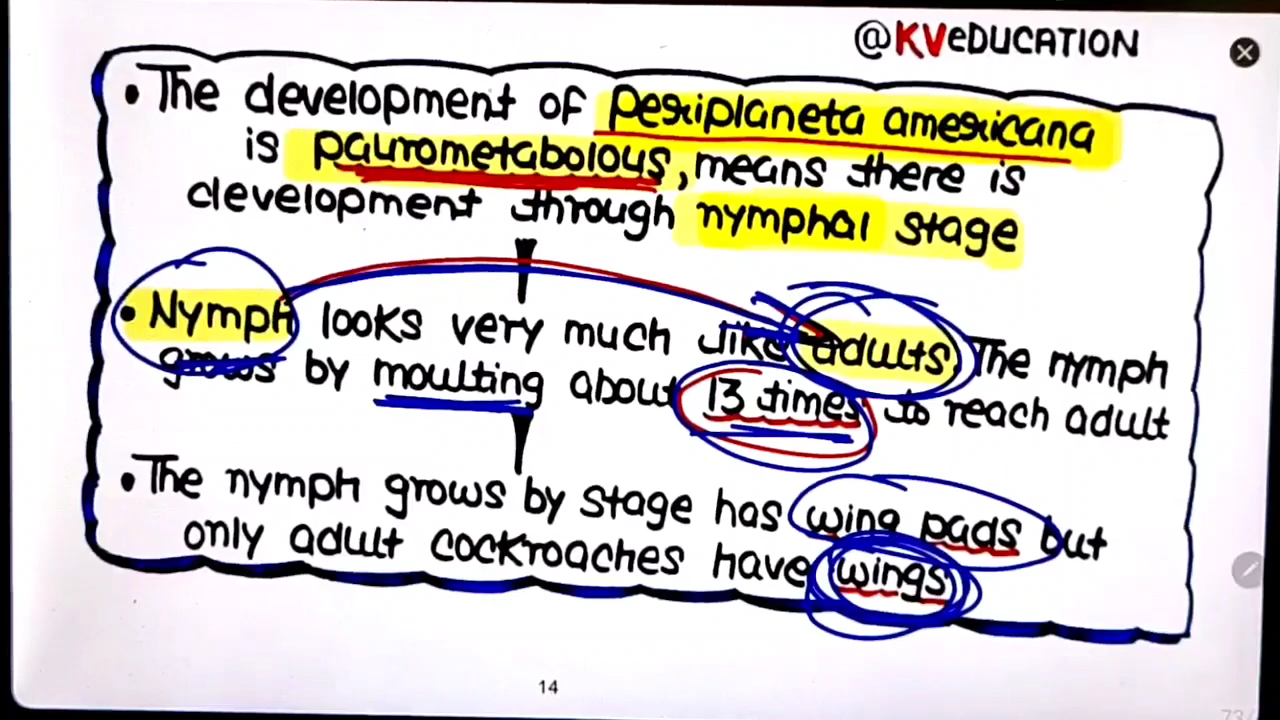 @KVeDUCATION
• The development of Periplaneta americana
is paurometabolous, means there is
development through nymphal stage
• Nymph looks very much like adults. The nymph
grows by moulting about 13 times to reach adult
• The nymph grows by stage has wing pads but
only adult cockroaches have wings
14